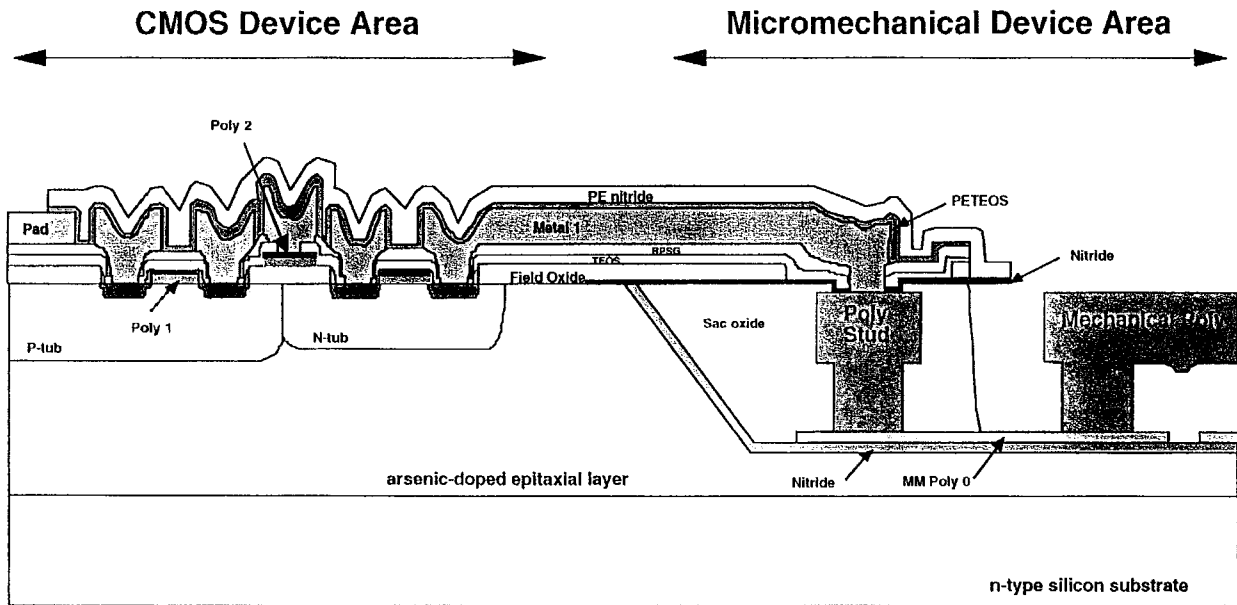 CMOS Device Area
Micromechanical Device Area
Poly 2
PE nitride
PETEOS
Pad
Metal 1
RPSG
TEOS
Nitride
Field Oxide
Poly 1
Sac oxide
Poly
Stud
Mechanical Poly
N-tub
P-tub
arsenic-doped epitaxial layer
Nitride
MM Poly 0
n-type silicon substrate